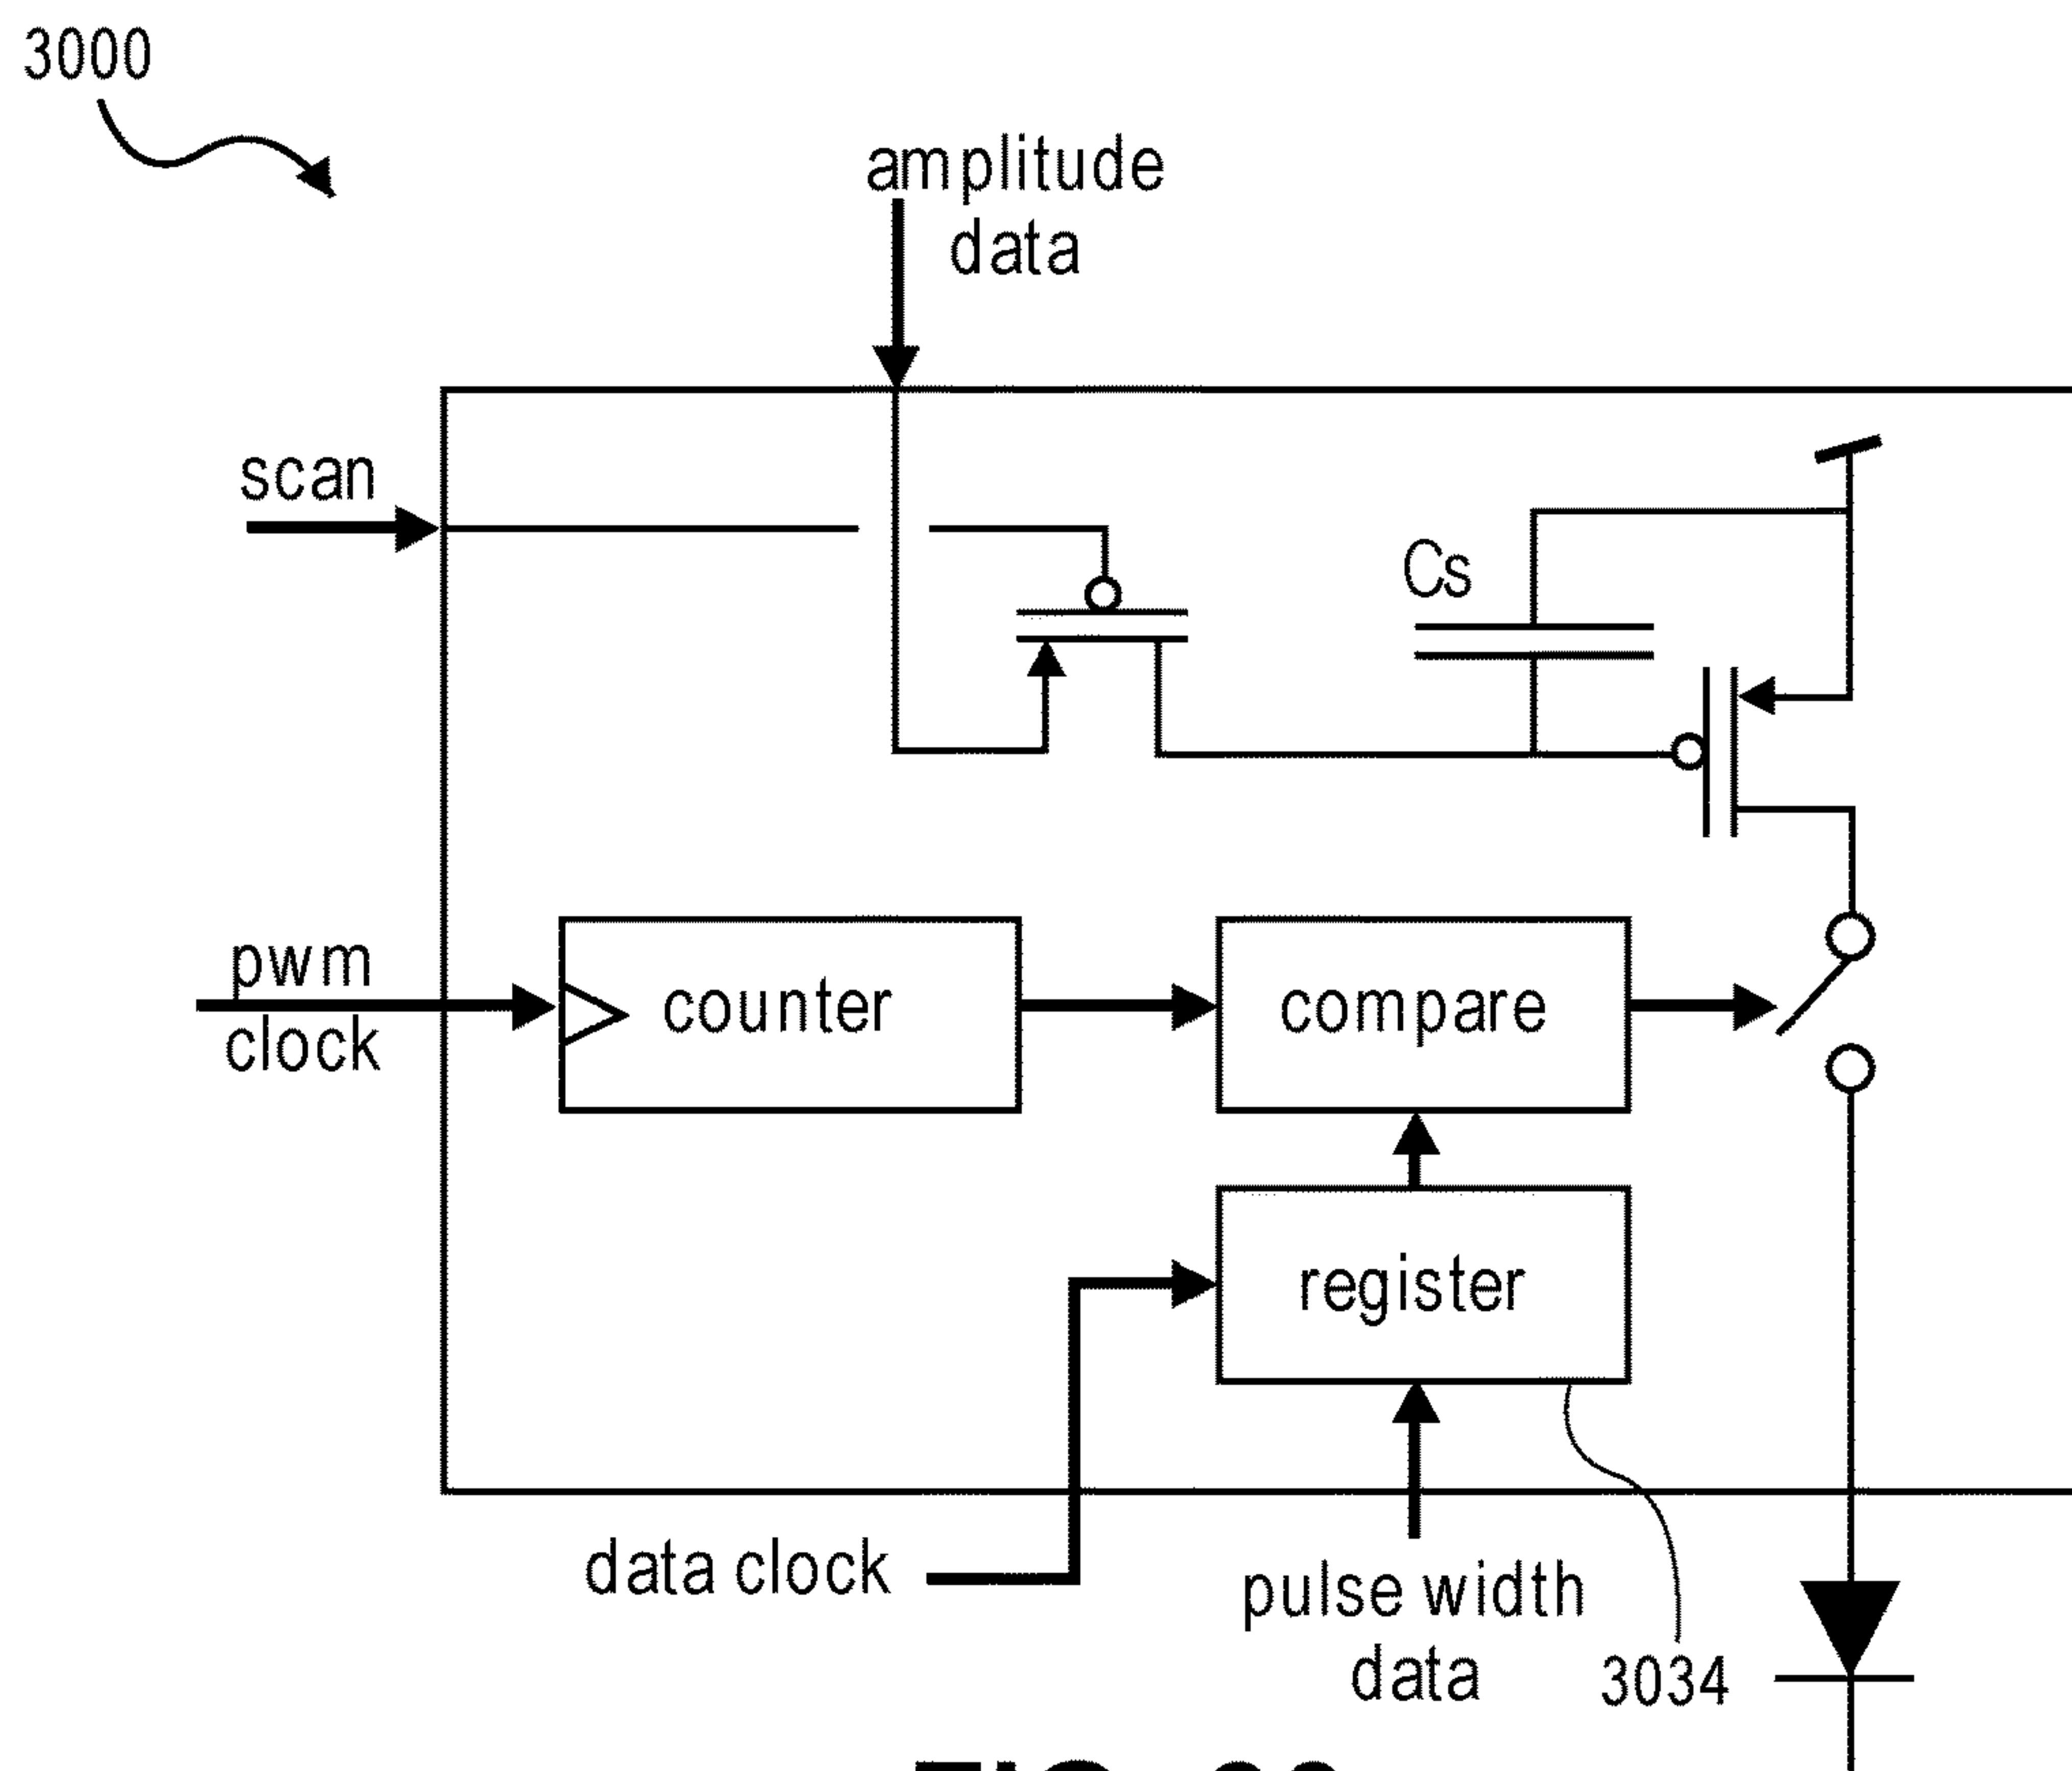 3000
amplitude
data
scan
Cs
pwm
clock
counter
compare
register
data clock
pulse width
data
3034